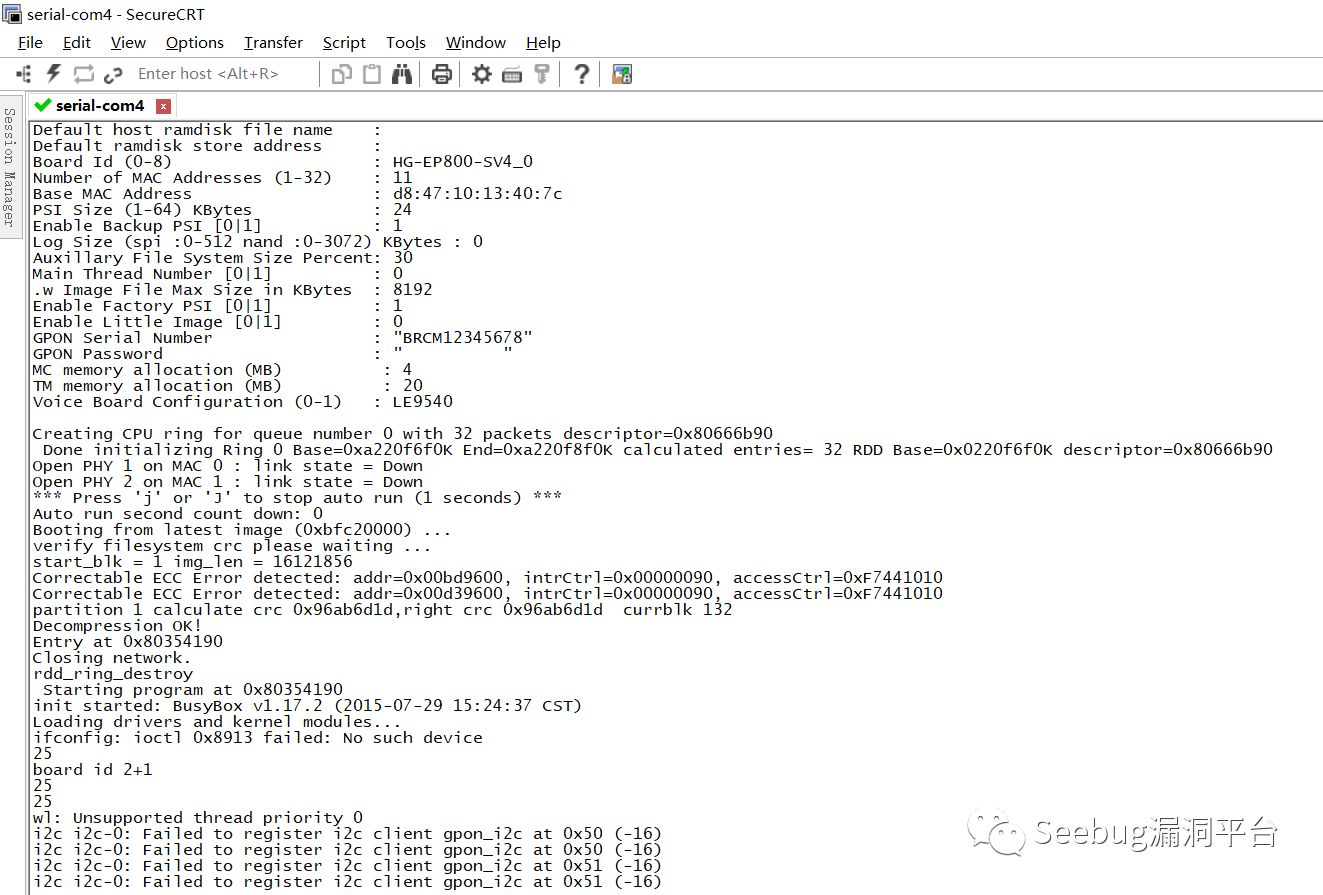 serial-com4 - SecureCRT
File Edit View Options Transfer Script Tools Window Help
Enter host <Alt+R>
Session Manager
serial-com4
Default host ramdisk file name    :
Default ramdisk store address     :
Board Id (0-8)                    : HG-EP800-SV4_0
Number of MAC Addresses (1-32)    : 11
Base MAC Address                  : d8:47:10:13:40:7c
PSI Size (1-64) KBytes            : 24
Enable Backup PSI [0|1]           : 1
Log Size (spi :0-512 nand :0-3072) KBytes : 0
Auxillary File System Size Percent: 30
Main Thread Number [0|1]          : 0
.w Image File Max Size in KBytes  : 8192
Enable Factory PSI [0|1]          : 1
Enable Little Image [0|1]         : 0
GPON Serial Number                : "BRCM12345678"
GPON Password                     : "          "
MC memory allocation (MB)          : 4
TM memory allocation (MB)          : 20
Voice Board Configuration (0-1)   : LE9540
Creating CPU ring for queue number 0 with 32 packets descriptor=0x80666b90
 Done initializing Ring 0 Base=0xa220f6f0K End=0xa220f8f0K calculated entries= 32 RDD Base=0x0220f6f0K descriptor=0x80666b90
Open PHY 1 on MAC 0 : link state = Down
Open PHY 2 on MAC 1 : link state = Down
*** Press 'j' or 'J' to stop auto run (1 seconds) ***
Auto run second count down: 0
Booting from latest image (0xbfc20000) ...
verify filesystem crc please waiting ...
start_blk = 1 img_len = 16121856
Correctable ECC Error detected: addr=0x00bd9600, intrCtrl=0x00000090, accessCtrl=0xF7441010
Correctable ECC Error detected: addr=0x00d39600, intrCtrl=0x00000090, accessCtrl=0xF7441010
partition 1 calculate crc 0x96ab6d1d,right crc 0x96ab6d1d  currblk 132
Decompression OK!
Entry at 0x80354190
Closing network.
rdd_ring_destroy
 Starting program at 0x80354190
init started: BusyBox v1.17.2 (2015-07-29 15:24:37 CST)
Loading drivers and kernel modules...
ifconfig: ioctl 0x8913 failed: No such device
25
board id 2+1
25
25
wl: Unsupported thread priority 0
i2c i2c-0: Failed to register i2c client gpon_i2c at 0x50 (-16)
i2c i2c-0: Failed to register i2c client gpon_i2c at 0x50 (-16)
i2c i2c-0: Failed to register i2c client gpon_i2c at 0x51 (-16)
i2c i2c-0: Failed to register i2c client gpon_i2c at 0x51 (-16)
Seebug漏洞平台